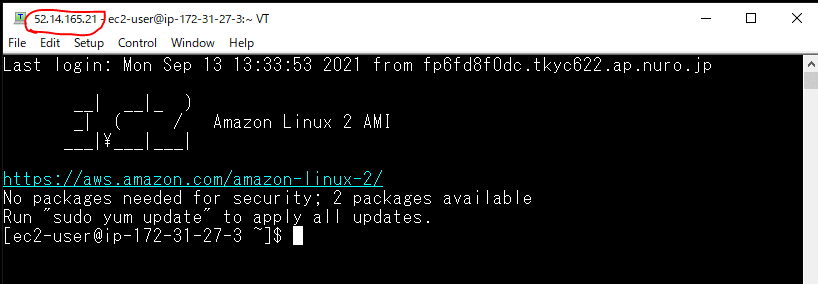 52.14.165.21 - ec2-user@ip-172-31-27-3:~ VT
File Edit Setup Control Window Help
Last login: Mon Sep 13 13:33:53 2021 from fp6fd8f0dc.tkyc622.ap.nuro.jp
__|  __|_  )
_|  (     /   Amazon Linux 2 AMI
___|¥___|___|
https://aws.amazon.com/amazon-linux-2/
No packages needed for security; 2 packages available
Run "sudo yum update" to apply all updates.
[ec2-user@ip-172-31-27-3 ~]$